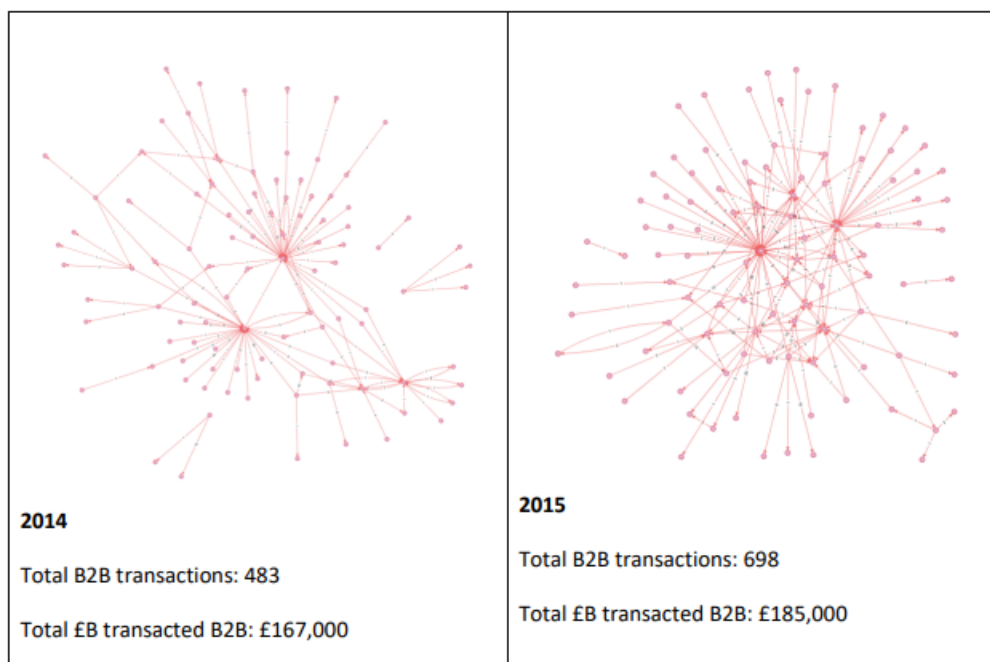 2014
Total B2B transactions: 483
Total £B transacted B2B: £167,000
2015
Total B2B transactions: 698
Total £B transacted B2B: £185,000